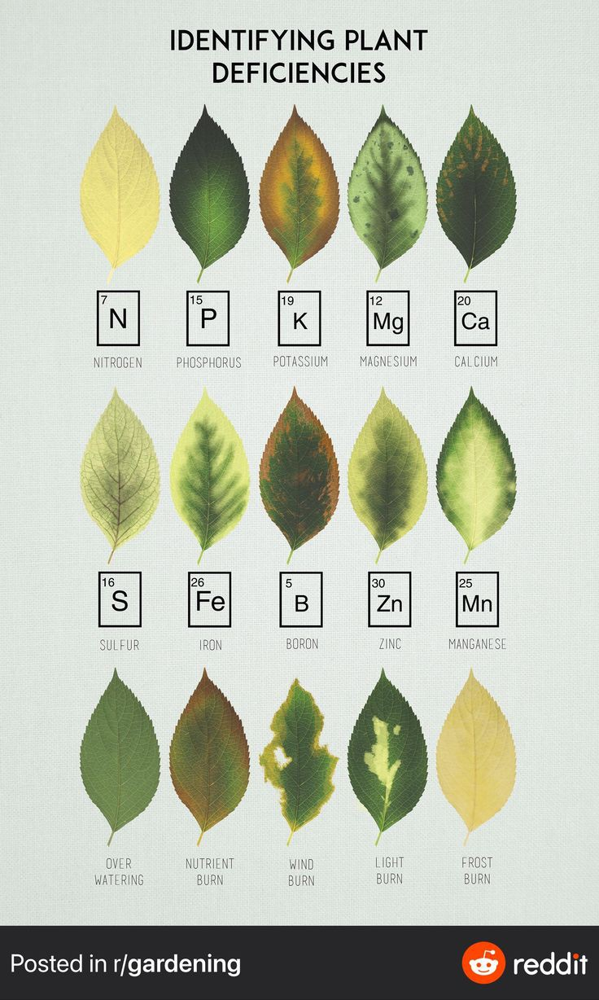 IDENTIFYING PLANT
DEFICIENCIES
7
N
NITROGEN
15
P
PHOSPHORUS
19
K
POTASSIUM
12
Mg
MAGNESIUM
20
Ca
CALCIUM
16
S
SULFUR
26
Fe
IRON
5
B
BORON
30
Zn
ZINC
25
Mn
MANGANESE
OVER
WATERING
NUTRIENT
BURN
WIND
BURN
LIGHT
BURN
FROST
BURN
Posted in r/gardening
reddit